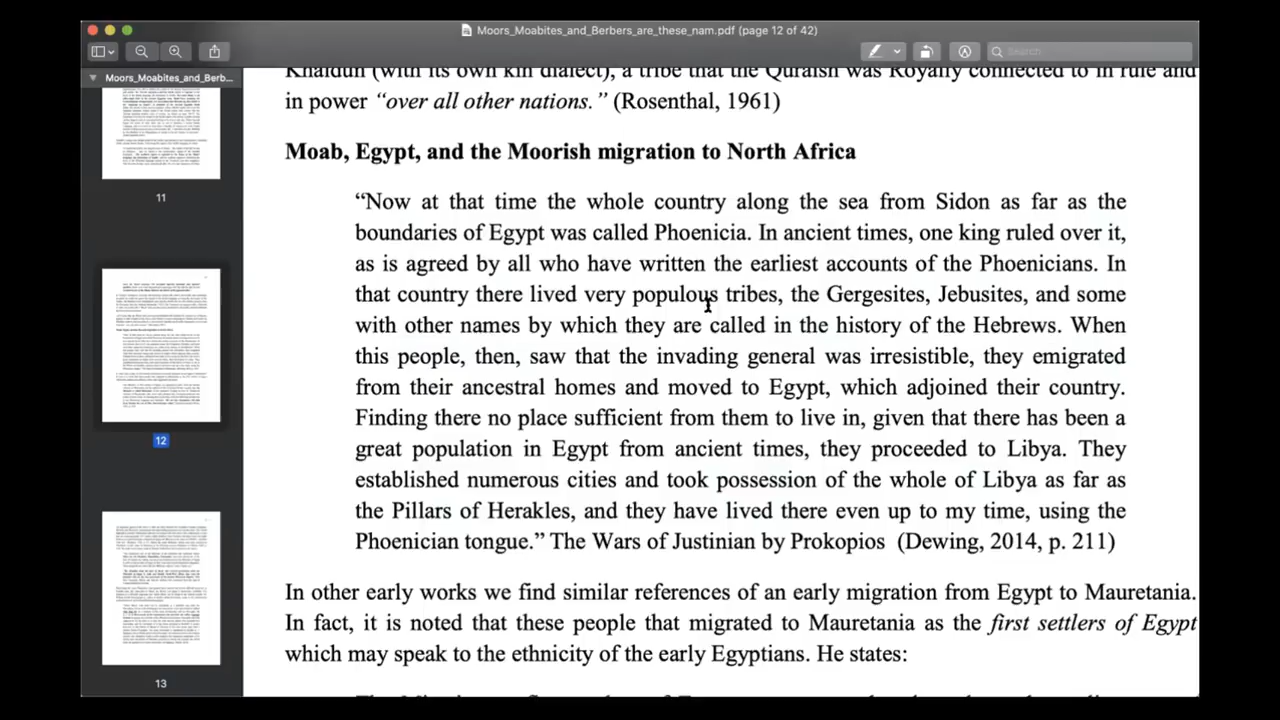 Moors_Moabites_and_Berbers_are_these_nam.pdf (page 12 of 42)
Search
Moors_Moabites_and_Berb...
11
12
13
Khaldun (with its own kin dialect), a tribe that the Quraish was Royally connected to in rule and
in power "over all other nations." (Rosenthal, 1961)
Moab, Egypt, and the Moors migration to North Africa
"Now at that time the whole country along the sea from Sidon as far as the
boundaries of Egypt was called Phoenicia. In ancient times, one king ruled over it,
as is agreed by all who have written the earliest accounts of the Phoenicians. In
that country there lived very populous tribes, the Gergesites, Jebusites, and some
with other names by which they are called in the history of the Hebrews. When
this people, then, saw that the invading general was irresistible, they emigrated
from their ancestral homes and moved to Egypt, which adjoined their country.
Finding there no place sufficient from them to live in, given that there has been a
great population in Egypt from ancient times, they proceeded to Libya. They
established numerous cities and took possession of the whole of Libya as far as
the Pillars of Herakles, and they have lived there even up to my time, using the
Phoenician tongue." The Wars of Justinian by Prokopios (Dewing, 2014, p. 211)
In other early works we find similar references of an early migration from Egypt to Mauretania.
In fact, it is noted that these people that migrated to Mauretania as the first settlers of Egypt
which may speak to the ethnicity of the early Egyptians. He states: